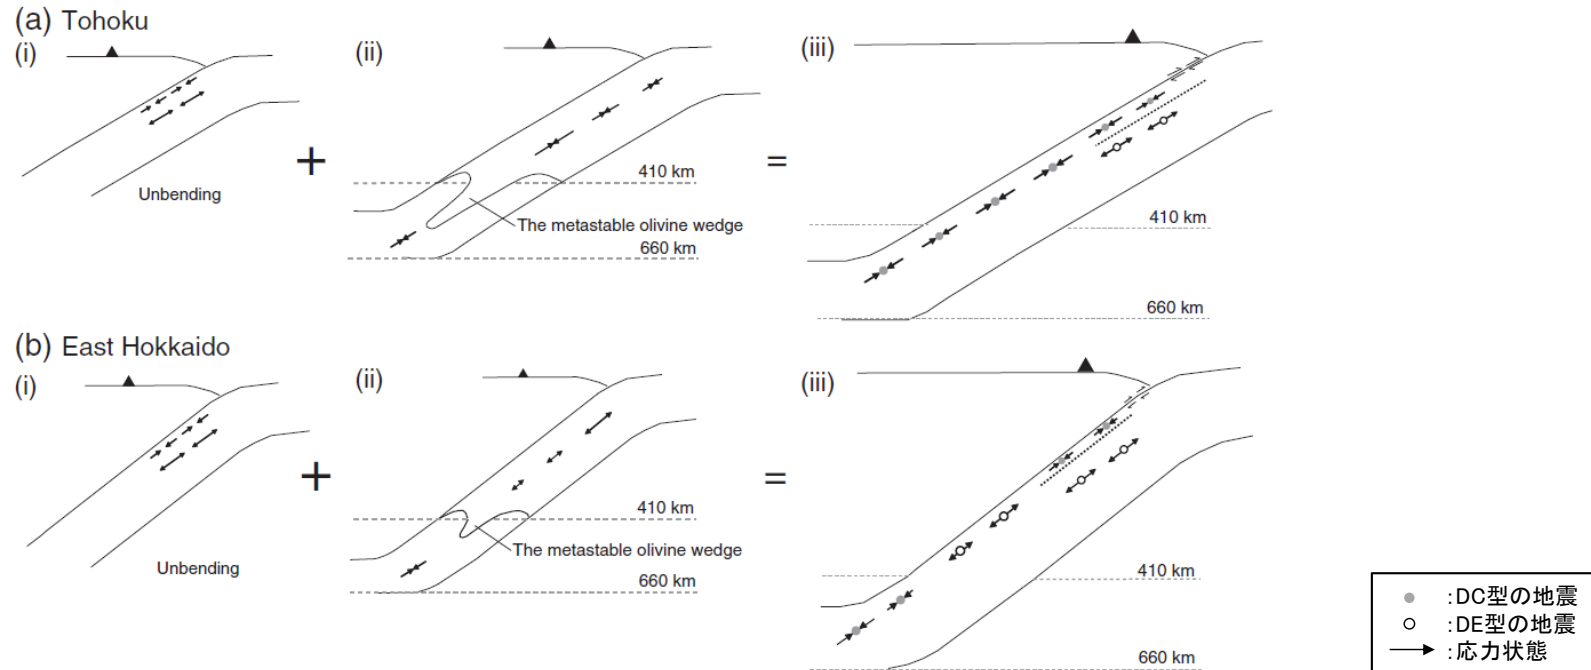 (a) Tohoku
(i)
(ii)
(iii)
+
=
410 km
The metastable olivine wedge
660 km
Unbending
410 km
660 km
(b) East Hokkaido
(i)
(ii)
(iii)
+
=
410 km
The metastable olivine wedge
660 km
Unbending
410 km
660 km
:DC型の地震
:DE型の地震
:応力状態